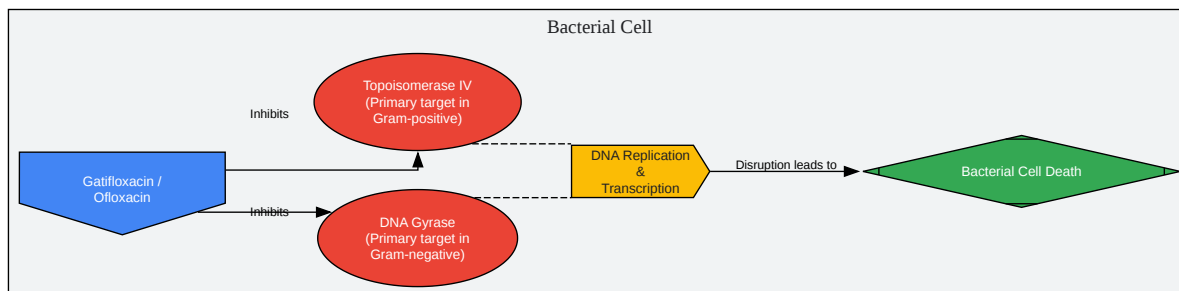 Bacterial Cell
Topoisomerase IV
(Primary target in
Gram-positive)
Inhibits
Gatifloxacin /
Ofloxacin
Inhibits
DNA Gyrase
(Primary target in
Gram-negative)
DNA Replication
&
Transcription
Disruption leads to
Bacterial Cell Death